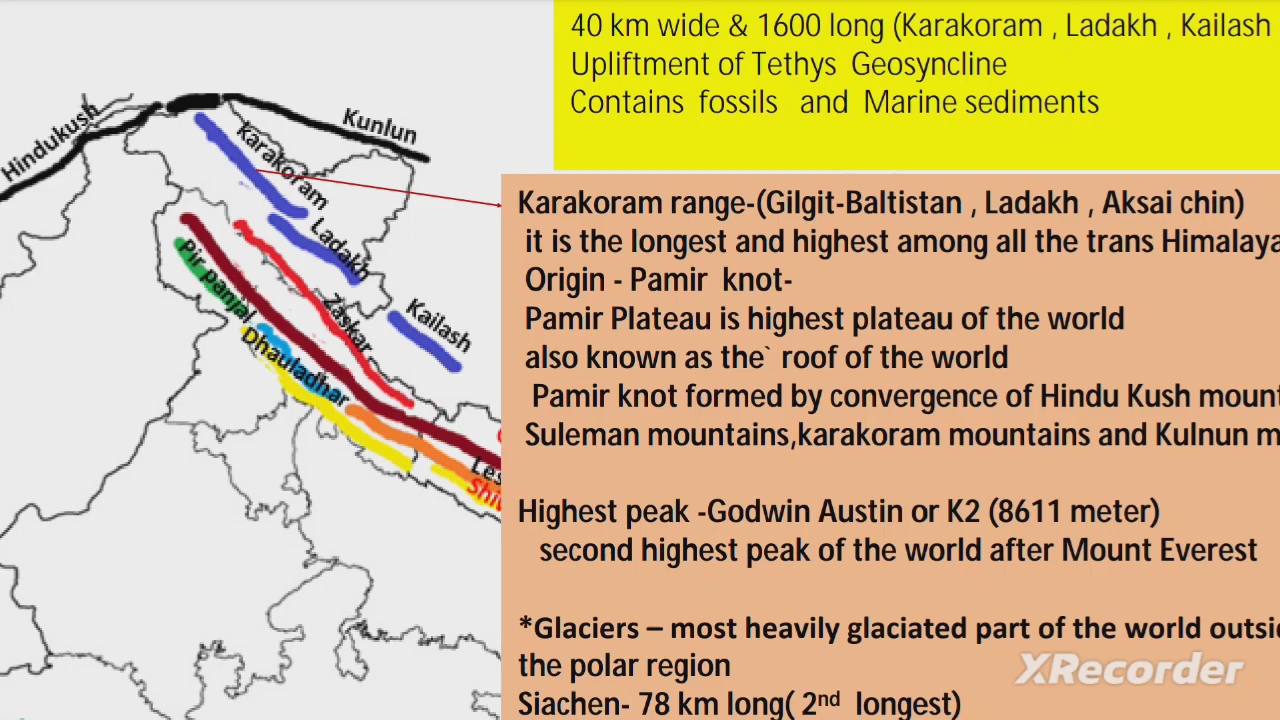 40 km wide & 1600 long (Karakoram , Ladakh , Kailash
Upliftment of Tethys Geosyncline
Contains fossils and Marine sediments
Hindukush
Kunlun
Karakoram
Ladakh
Kailash
Zaskar
Pir panjal
Dhauladhar
Les
Shiv
Karakoram range-(Gilgit-Baltistan , Ladakh , Aksai chin)
it is the longest and highest among all the trans Himalaya
Origin - Pamir knot-
Pamir Plateau is highest plateau of the world
also known as the` roof of the world
Pamir knot formed by convergence of Hindu Kush mount
Suleman mountains,karakoram mountains and Kulnun m
Highest peak -Godwin Austin or K2 (8611 meter)
second highest peak of the world after Mount Everest
*Glaciers – most heavily glaciated part of the world outsi
the polar region
Siachen- 78 km long( 2nd longest)
XRecorder